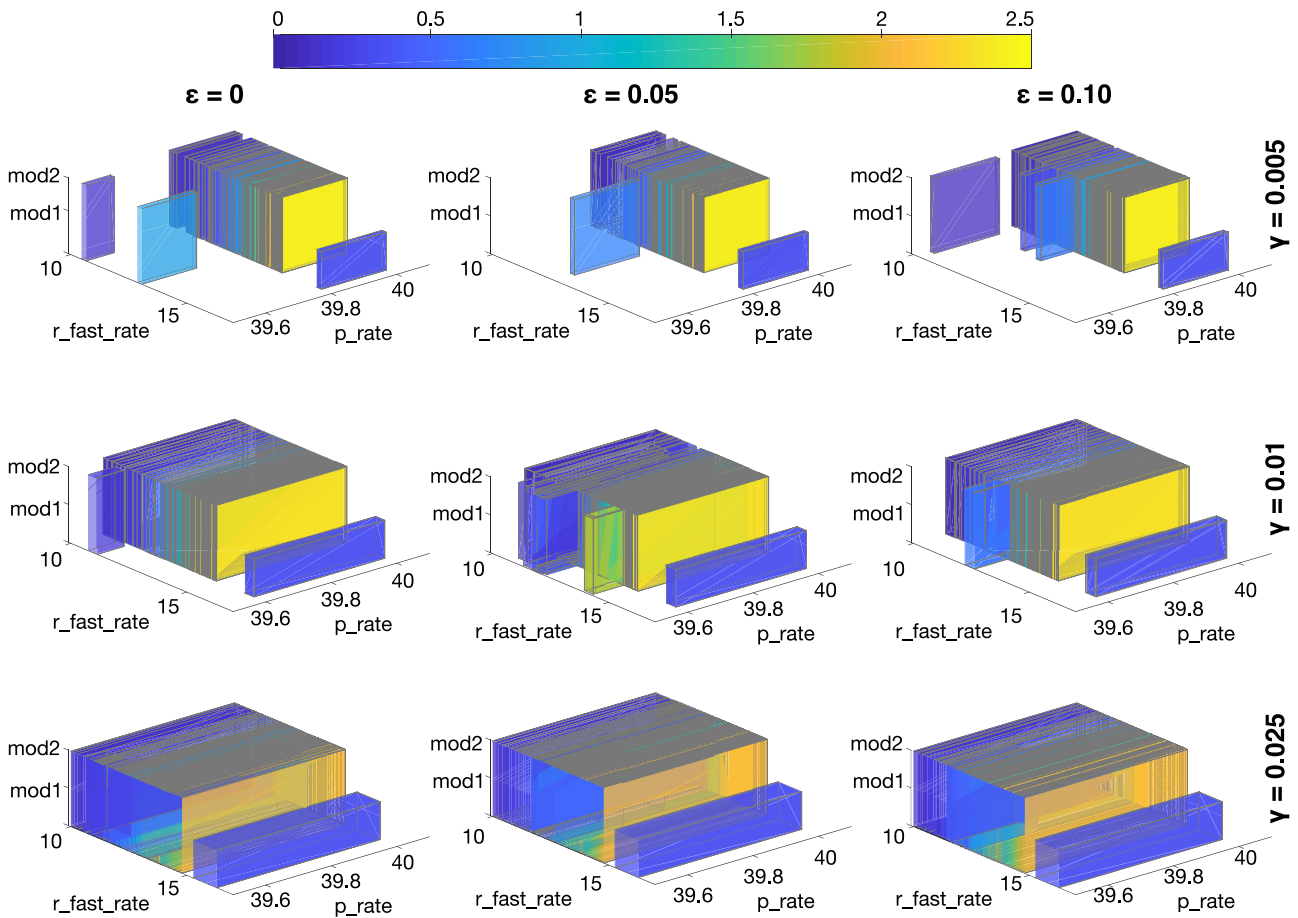 0 0.5 1 1.5 2 2.5
ε = 0 ε = 0.05 ε = 0.10
mod2
mod1
10
15
r_fast_rate
39.6
39.8
40
p_rate
mod2
mod1
10
15
r_fast_rate
39.6
39.8
40
p_rate
mod2
mod1
10
15
r_fast_rate
39.6
39.8
40
p_rate
γ = 0.005
mod2
mod1
10
15
r_fast_rate
39.6
39.8
40
p_rate
mod2
mod1
10
15
r_fast_rate
39.6
39.8
40
p_rate
mod2
mod1
10
15
r_fast_rate
39.6
39.8
40
p_rate
γ = 0.01
mod2
mod1
10
15
r_fast_rate
39.6
39.8
40
p_rate
mod2
mod1
10
15
r_fast_rate
39.6
39.8
40
p_rate
mod2
mod1
10
15
r_fast_rate
39.6
39.8
40
p_rate
γ = 0.025